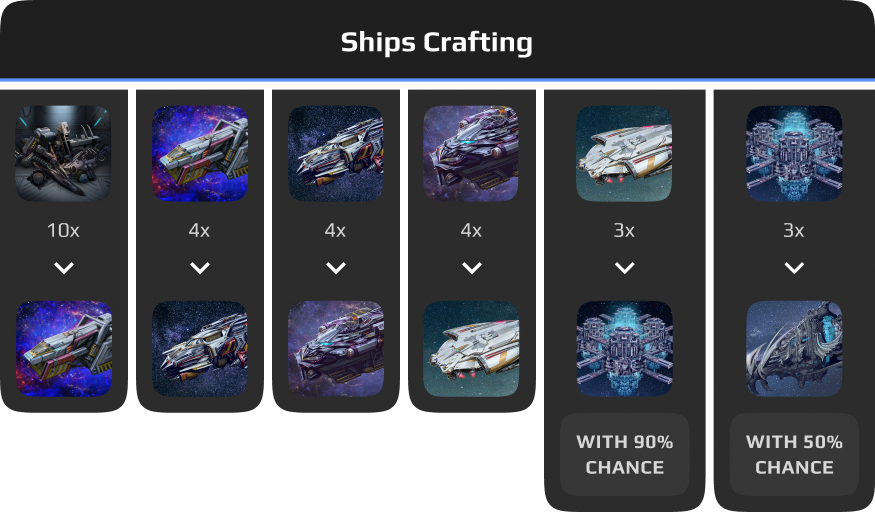 Ships Crafting
10x
4x
4x
4x
3x
3x
WITH 90%
CHANCE
WITH 50%
CHANCE